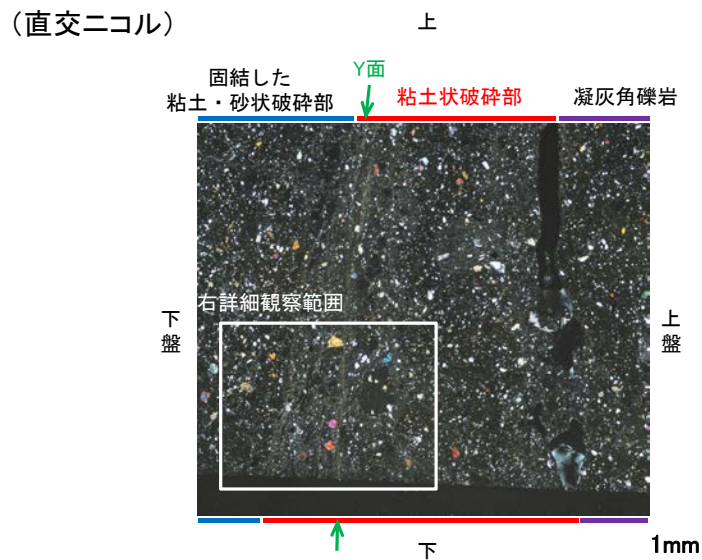 （直交ニコル）
上
固結した
粘土・砂状破砕部
Y面
粘土状破砕部
凝灰角礫岩
右詳細観察範囲
下
盤
上
盤
下
1mm